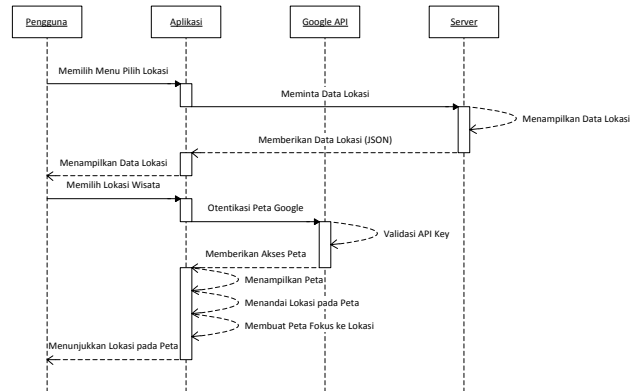 Pengguna
Aplikasi
Google API
Server
Memilih Menu Pilih Lokasi
Meminta Data Lokasi
Menampilkan Data Lokasi
Memberikan Data Lokasi (JSON)
Menampilkan Data Lokasi
Memilih Lokasi Wisata
Otentikasi Peta Google
Validasi API Key
Memberikan Akses Peta
Menampilkan Peta
Menandai Lokasi pada Peta
Membuat Peta Fokus ke Lokasi
Menunjukkan Lokasi pada Peta